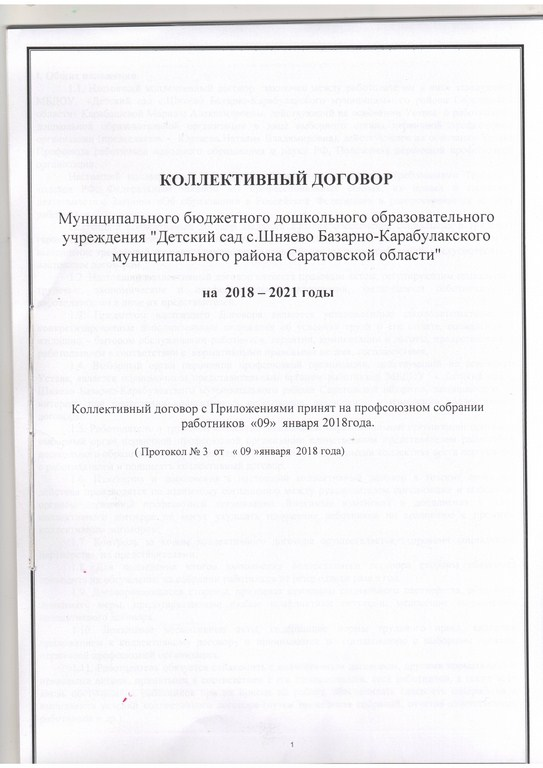 КОЛЛЕКТИВНЫЙ ДОГОВОР
Муниципального бюджетного дошкольного образовательного
учреждения "Детский сад с.Шняево Базарно-Карабулакского
муниципального района Саратовской области"
на 2018 – 2021 годы
Коллективный договор с Приложениями принят на профсоюзном собрании
работников «09» января 2018года.
( Протокол № 3 от « 09 »января 2018 года)
1